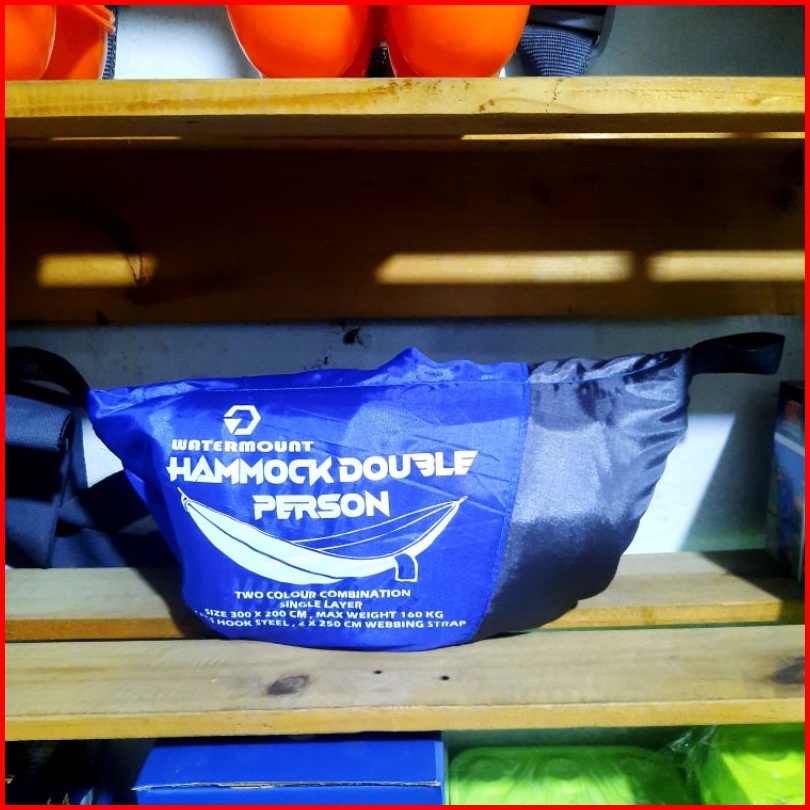 WATERMOUNT
HAMMOCK DOUBLE
PERSON
TWO COLOUR COMBINATION
SINGLE LAYER
SIZE 300 X 200 CM , MAX WEIGHT 160 KG
HOOK STEEL , 2 X 250 CM WEBBING STRAP